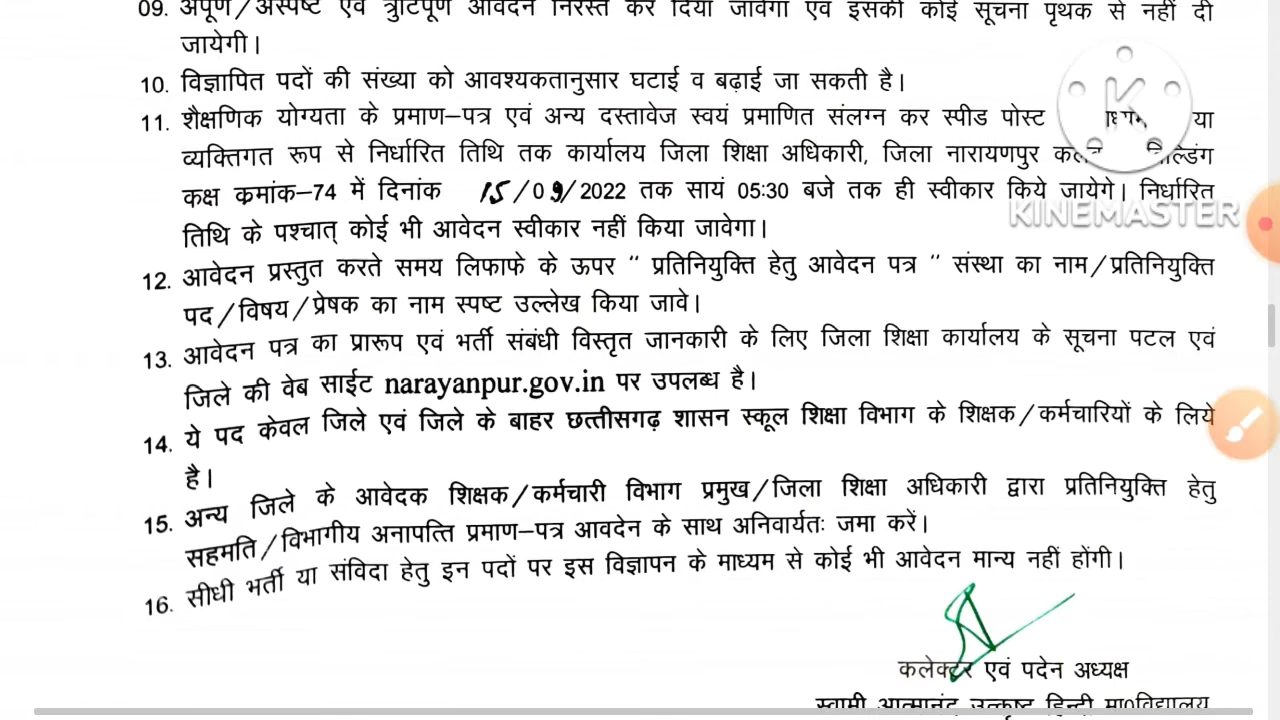 09. अपूर्ण/अस्पष्ट एवं त्रुटिपूर्ण आवेदन निरस्त कर दिया जावेगा एवं इसकी कोई सूचना पृथक से नहीं दी
जायेगी।
10. विज्ञापित पदों की संख्या को आवश्यकतानुसार घटाई व बढ़ाई जा सकती है।
11. शैक्षणिक योग्यता के प्रमाण–पत्र एवं अन्य दस्तावेज स्वयं प्रमाणित संलग्न कर स्पीड पोस्ट या
व्यक्तिगत रूप से निर्धारित तिथि तक कार्यालय जिला शिक्षा अधिकारी, जिला नारायणपुर
कक्ष कमांक–74 में दिनांक 15/09/2022 तक सायं 05:30 बजे तक ही स्वीकार किये जायेगे। निर्धारित
KINEMASTER
तिथि के पश्चात् कोई भी आवेदन स्वीकार नहीं किया जावेगा।
12. आवेदन प्रस्तुत करते समय लिफाफे के ऊपर " प्रतिनियुक्ति हेतु आवेदन पत्र " संस्था का नाम/प्रतिनियुक्ति
पद/विषय/प्रेषक का नाम स्पष्ट उल्लेख किया जावे।
13. आवेदन पत्र का प्रारूप एवं भर्ती संबंधी विस्तृत जानकारी के लिए जिला शिक्षा कार्यालय के सूचना पटल एवं
जिले की वेब साईट narayanpur.gov.in पर उपलब्ध है।
14. ये पद केवल जिले एवं जिले के बाहर छत्तीसगढ़ शासन स्कूल शिक्षा विभाग के शिक्षक/कर्मचारियों के लिये
है।
15. अन्य जिले के आवेदक शिक्षक/कर्मचारी विभाग प्रमुख/जिला शिक्षा अधिकारी द्वारा प्रतिनियुक्ति हेतु
सहमति/विभागीय अनापत्ति प्रमाण–पत्र आवदेन के साथ अनिवार्यतः जमा करें।
16. सीधी भर्ती या संविदा हेतु इन पदों पर इस विज्ञापन के माध्यम से कोई भी आवेदन मान्य नहीं होंगी।
कलेक्टर एवं पदेन अध्यक्ष
स्वामी आत्मानंद उत्कृष्ट हिन्दी मा0विद्यालय